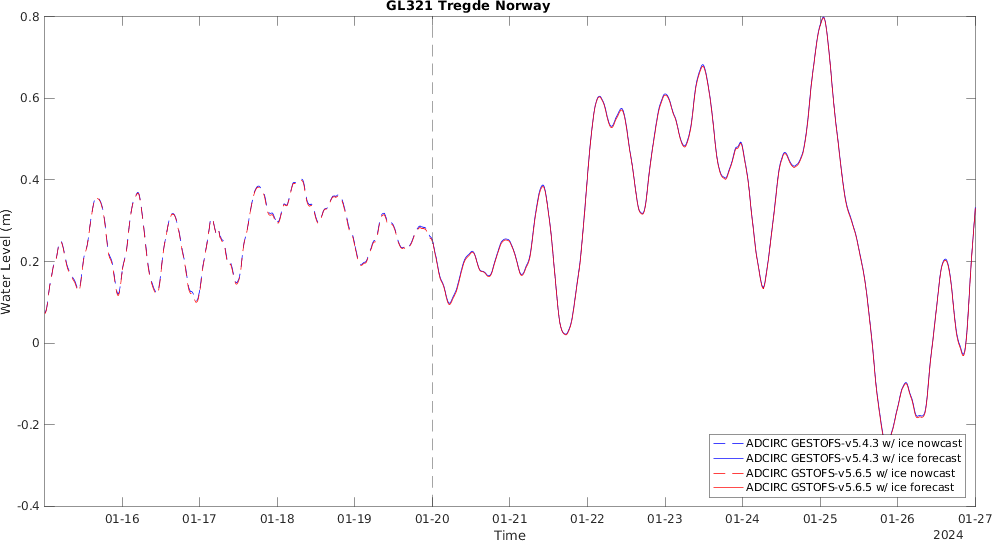 GL321 Tregde Norway
0.8
0.6
0.4
0.2
0
-0.2
-0.4
Water Level (m)
ADCIRC GESTOFS-v5.4.3 w/ ice nowcast
ADCIRC GESTOFS-v5.4.3 w/ ice forecast
ADCIRC GSTOFS-v5.6.5 w/ ice nowcast
ADCIRC GSTOFS-v5.6.5 w/ ice forecast
01-16 01-17 01-18 01-19 01-20 01-21 01-22 01-23 01-24 01-25 01-26 01-27
Time
2024